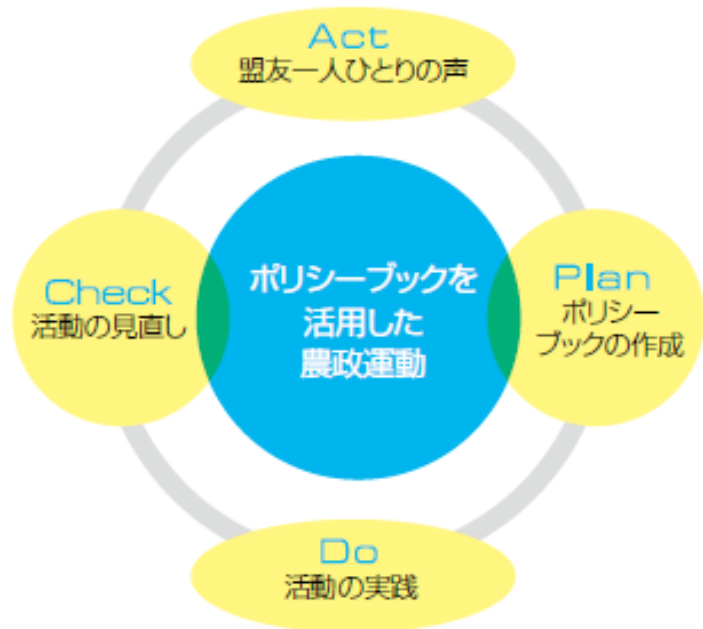 Act
盟友一人ひとりの声
Check
活動の見直し
ポリシーブックを
活用した
農政運動
Plan
ポリシー
ブックの作成
Do
活動の実践